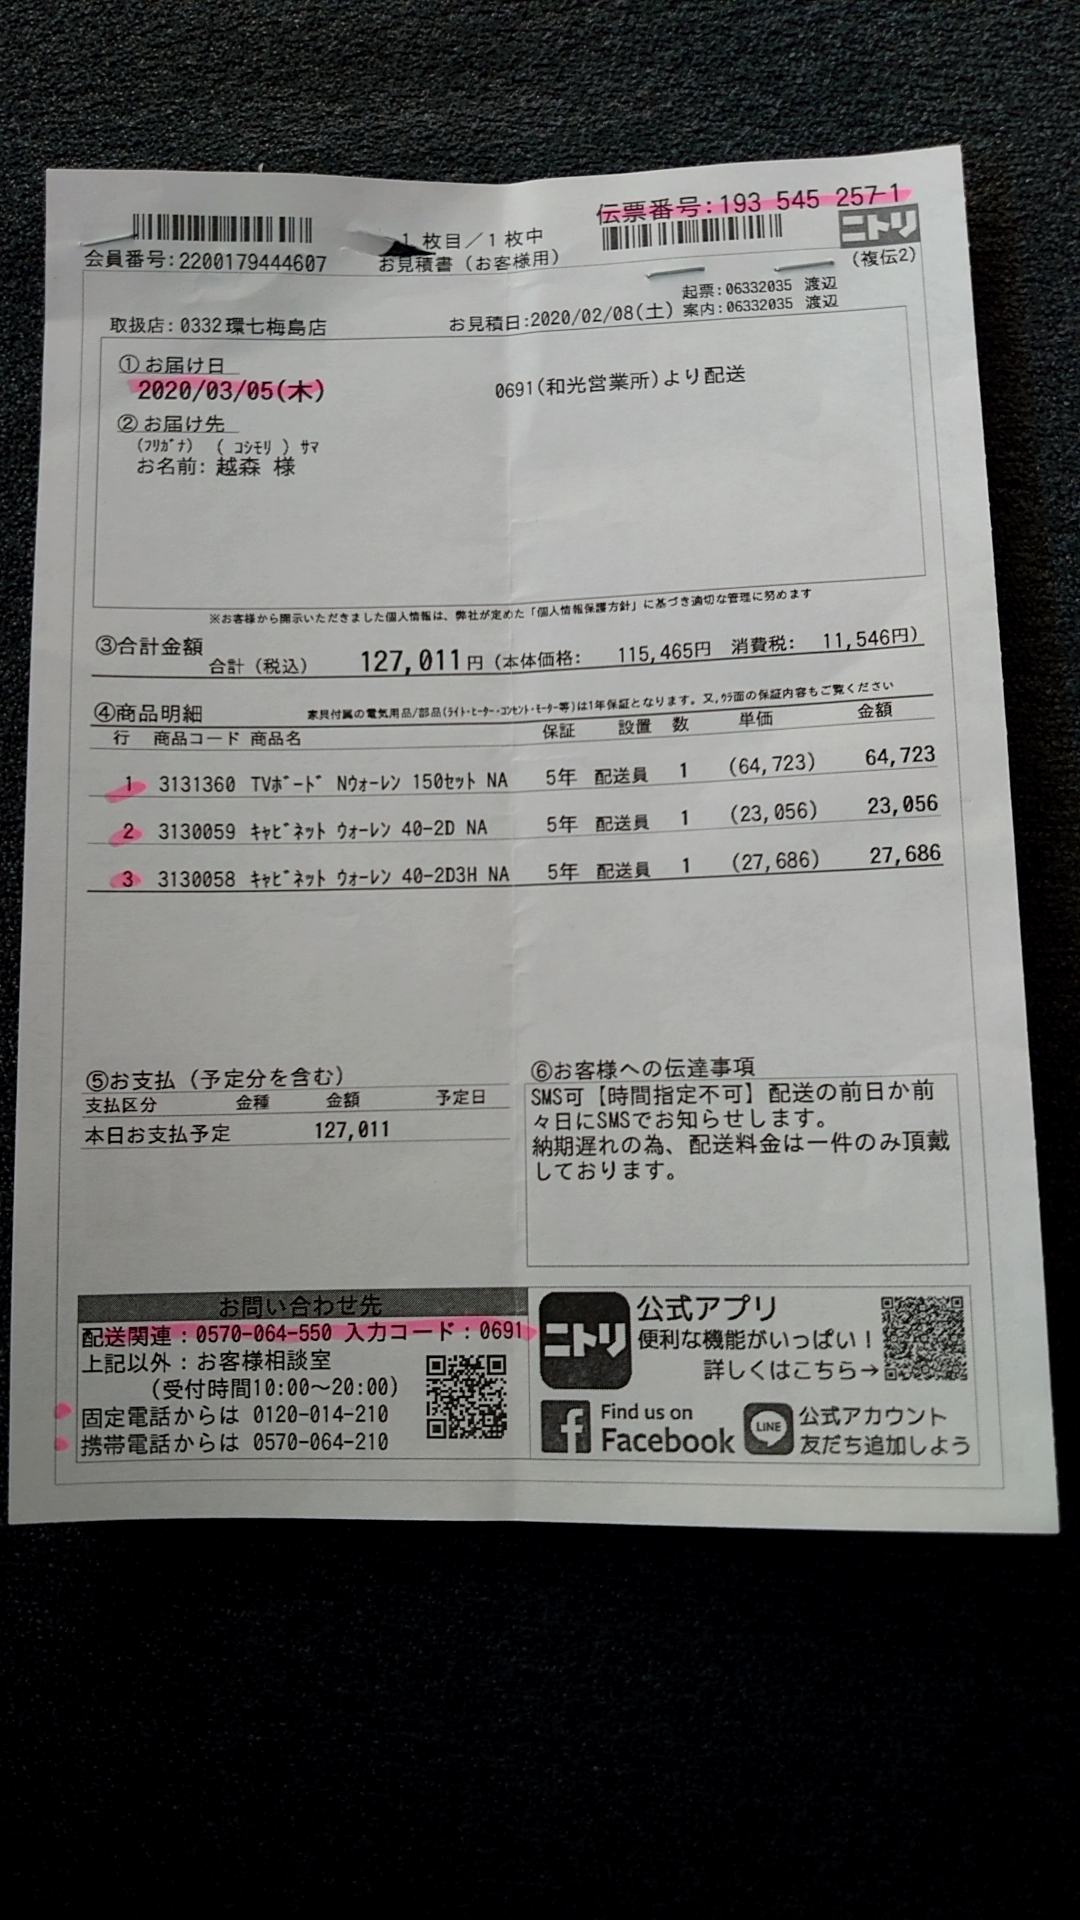 伝票番号:193 545 257-1
1 枚目/1 枚中
ニトリ
会員番号:2200179444607
お見積書(お客様用)
(複伝2)
起票:06332035 渡辺
取扱店:0332環七梅島店
お見積日:2020/02/08(土)
案内:06332035 渡辺
①お届け日
2020/03/05(木)
0691(和光営業所)より配送
②お届け先
(フリガナ) ( コシモリ ) サマ
お名前: 越森 様
※お客様から開示いただきました個人情報は、弊社が定めた「個人情報保護方針」に基づき適切な管理に努めます
③合計金額
合計(税込) 127,011円(本体価格: 115,465円 消費税: 11,546円)
④商品明細
家具付属の電気用品/部品(ライト・ヒーター・コンセント・モーター等)は1年保証となります。又,ウラ面の保証内容もご覧ください
行 商品コード 商品名 保証 設置 数 単価 金額
1 3131360 TVボード Nウォーレン 150セット NA 5年 配送員 1 (64,723) 64,723
2 3130059 キャビネット ウォーレン 40-2D NA 5年 配送員 1 (23,056) 23,056
3 3130058 キャビネット ウォーレン 40-2D3H NA 5年 配送員 1 (27,686) 27,686
⑤お支払(予定分を含む)
支払区分 金種 金額 予定日
本日お支払予定 127,011
⑥お客様への伝達事項
SMS可【時間指定不可】配送の前日か前
々日にSMSでお知らせします。
納期遅れの為、配送料金は一件のみ頂戴
しております。
お問い合わせ先
配送関連:0570-064-550 入力コード:0691
上記以外:お客様相談室
(受付時間10:00～20:00)
固定電話からは 0120-014-210
携帯電話からは 0570-064-210
ニトリ
公式アプリ
便利な機能がいっぱい!
詳しくはこちら→
f
Find us on
Facebook
LINE
公式アカウント
友だち追加しよう